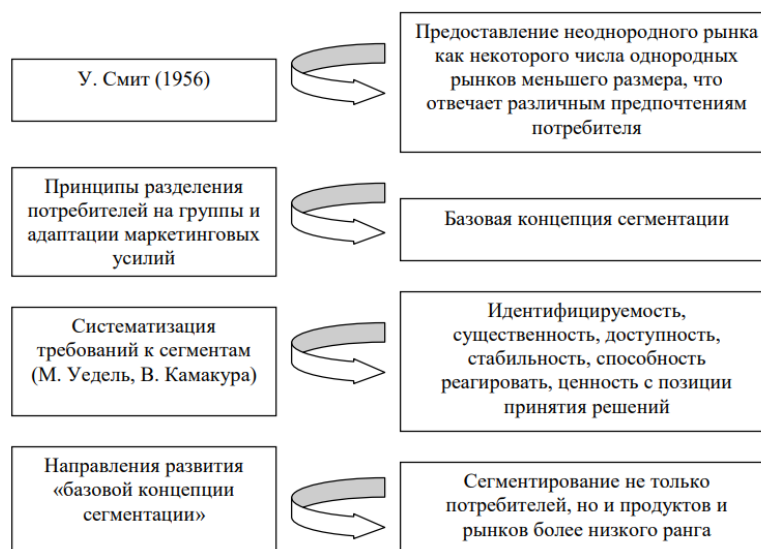 У. Смит (1956)
Предоставление неоднородного рынка
как некоторого числа однородных
рынков меньшего размера, что
отвечает различным предпочтениям
потребителя
Принципы разделения
потребителей на группы и
адаптации маркетинговых
усилий
Базовая концепция сегментации
Систематизация
требований к сегментам
(М. Уедель, В. Камакура)
Идентифицируемость,
существенность, доступность,
стабильность, способность
реагировать, ценность с позиции
принятия решений
Направления развития
«базовой концепции
сегментации»
Сегментирование не только
потребителей, но и продуктов и
рынков более низкого ранга